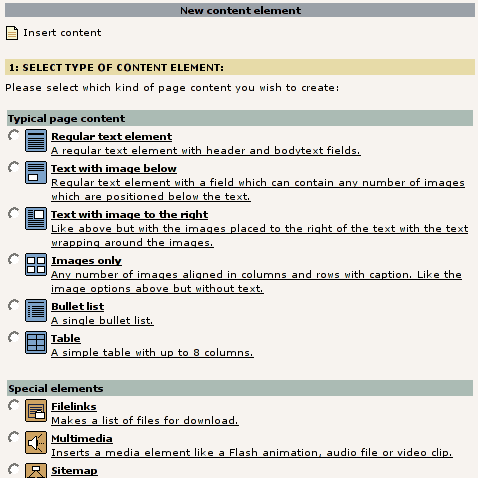 New content element
Insert content
1: SELECT TYPE OF CONTENT ELEMENT:
Please select which kind of page content you wish to create:
Typical page content
Regular text element
A regular text element with header and bodytext fields.
Text with image below
Regular text element with a field which can contain any number of images
which are positioned below the text.
Text with image to the right
Like above but with the images placed to the right of the text with the text
wrapping around the images.
Images only
Any number of images aligned in columns and rows with caption. Like the
image options above but without text.
Bullet list
A single bullet list.
Table
A simple table with up to 8 columns.
Special elements
Filelinks
Makes a list of files for download.
Multimedia
Inserts a media element like a Flash animation, audio file or video clip.
Sitemap